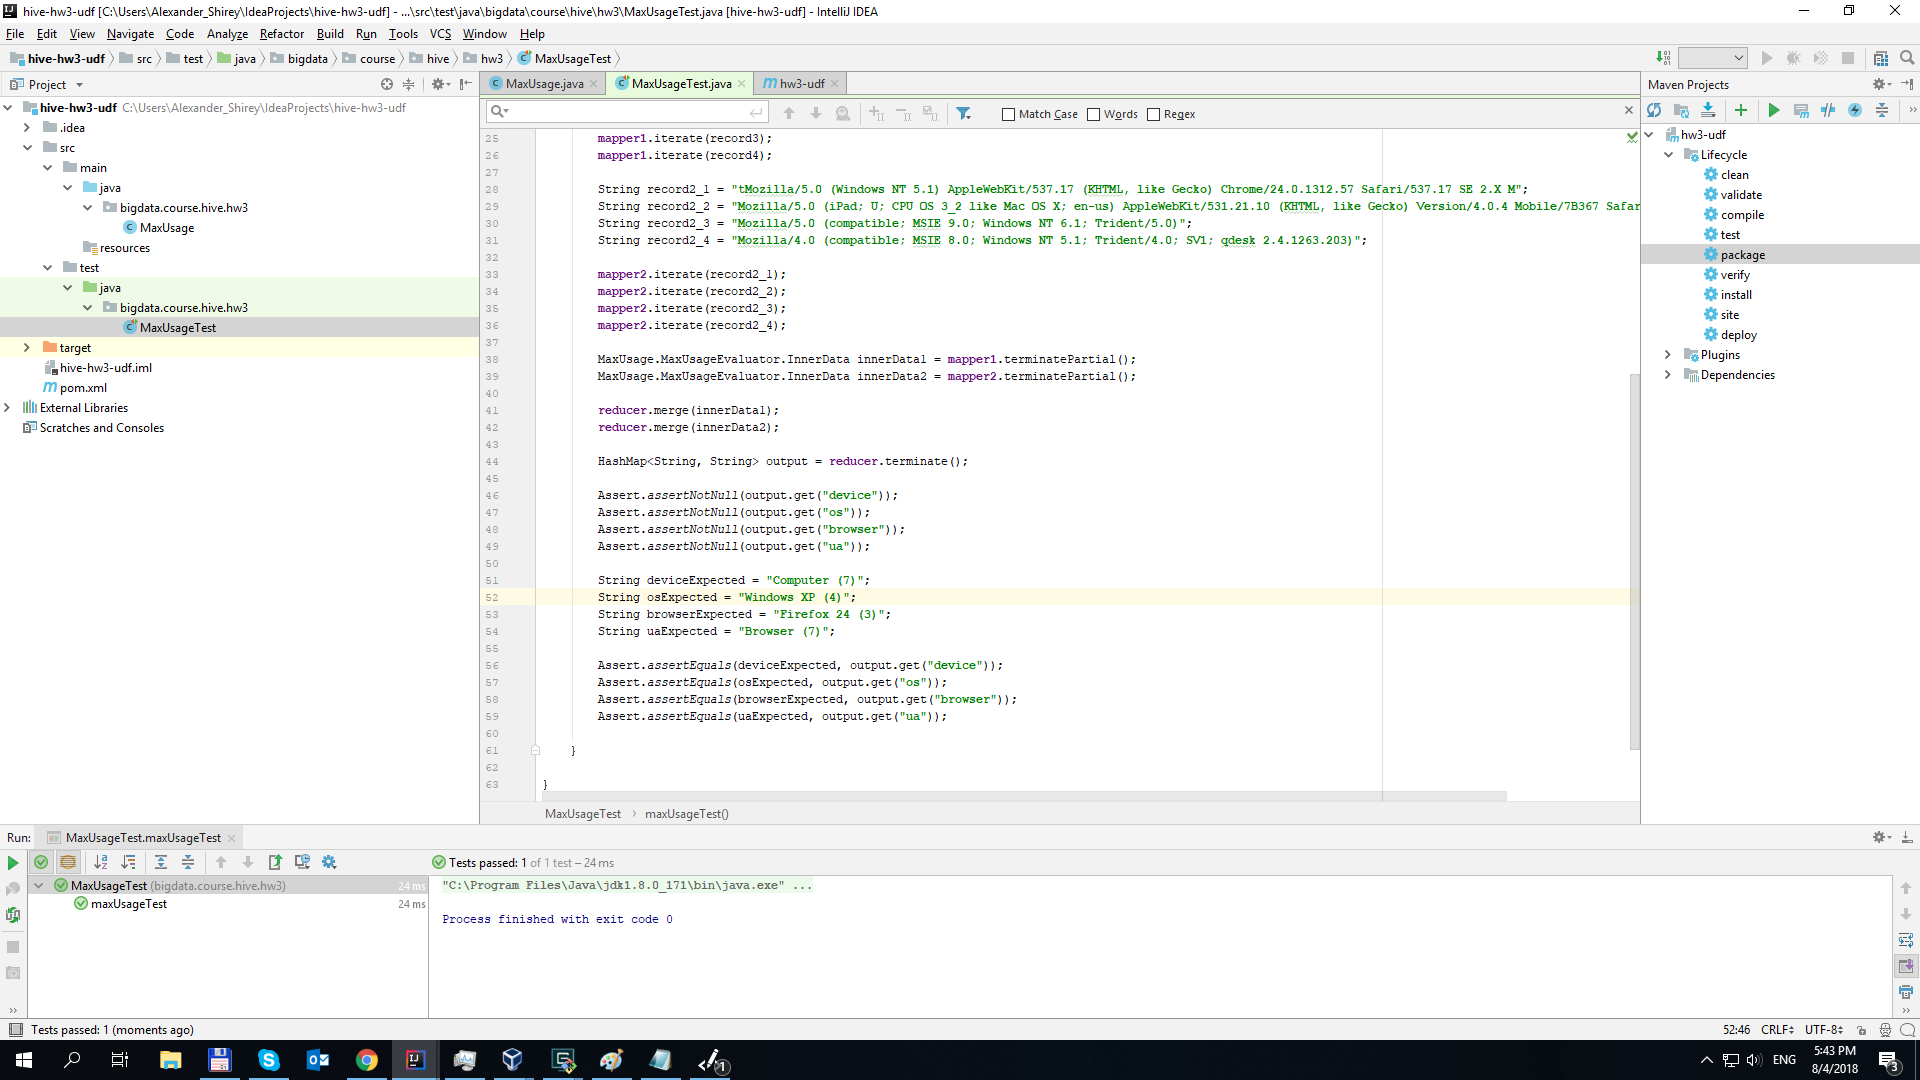 hive-hw3-udf [C:\Users\Alexander_Shirey\IdeaProjects\hive-hw3-udf] - ...\src\test\java\bigdata\course\hive\hw3\MaxUsageTest.java [hive-hw3-udf] - IntelliJ IDEA
File Edit View Navigate Code Analyze Refactor Build Run Tools VCS Window Help
hive-hw3-udf src test java bigdata course hive hw3 MaxUsageTest
Project
hive-hw3-udf C:\Users\Alexander_Shirey\IdeaProjects\hive-hw3-udf
.idea
src
main
java
bigdata.course.hive.hw3
MaxUsage
resources
test
java
bigdata.course.hive.hw3
MaxUsageTest
target
hive-hw3-udf.iml
pom.xml
External Libraries
Scratches and Consoles
MaxUsage.java MaxUsageTest.java hw3-udf
Match Case Words Regex
25 mapper1.iterate(record3);
26 mapper1.iterate(record4);
27
28 String record2_1 = "tMozilla/5.0 (Windows NT 5.1) AppleWebKit/537.17 (KHTML, like Gecko) Chrome/24.0.1312.57 Safari/537.17 SE 2.X M";
29 String record2_2 = "Mozilla/5.0 (iPad; U; CPU OS 3_2 like Mac OS X; en-us) AppleWebKit/531.21.10 (KHTML, like Gecko) Version/4.0.4 Mobile/7B367 Safar
30 String record2_3 = "Mozilla/5.0 (compatible; MSIE 9.0; Windows NT 6.1; Trident/5.0)";
31 String record2_4 = "Mozilla/4.0 (compatible; MSIE 8.0; Windows NT 5.1; Trident/4.0; SV1; qdesk 2.4.1263.203)";
32
33 mapper2.iterate(record2_1);
34 mapper2.iterate(record2_2);
35 mapper2.iterate(record2_3);
36 mapper2.iterate(record2_4);
37
38 MaxUsage.MaxUsageEvaluator.InnerData innerData1 = mapper1.terminatePartial();
39 MaxUsage.MaxUsageEvaluator.InnerData innerData2 = mapper2.terminatePartial();
40
41 reducer.merge(innerData1);
42 reducer.merge(innerData2);
43
44 HashMap<String, String> output = reducer.terminate();
45
46 Assert.assertNotNull(output.get("device"));
47 Assert.assertNotNull(output.get("os"));
48 Assert.assertNotNull(output.get("browser"));
49 Assert.assertNotNull(output.get("ua"));
50
51 String deviceExpected = "Computer (7)";
52 String osExpected = "Windows XP (4)";
53 String browserExpected = "Firefox 24 (3)";
54 String uaExpected = "Browser (7)";
55
56 Assert.assertEquals(deviceExpected, output.get("device"));
57 Assert.assertEquals(osExpected, output.get("os"));
58 Assert.assertEquals(browserExpected, output.get("browser"));
59 Assert.assertEquals(uaExpected, output.get("ua"));
60
61 }
62
63 }
MaxUsageTest maxUsageTest()
Maven Projects
hw3-udf
Lifecycle
clean
validate
compile
test
package
verify
install
site
deploy
Plugins
Dependencies
Run: MaxUsageTest.maxUsageTest
Tests passed: 1 of 1 test – 24 ms
MaxUsageTest (bigdata.course.hive.hw3) 24 ms
maxUsageTest 24 ms
"C:\Program Files\Java\jdk1.8.0_171\bin\java.exe" ...
Process finished with exit code 0
Tests passed: 1 (moments ago)
52:46 CRLF UTF-8
ENG
5:43 PM
8/4/2018
1
3